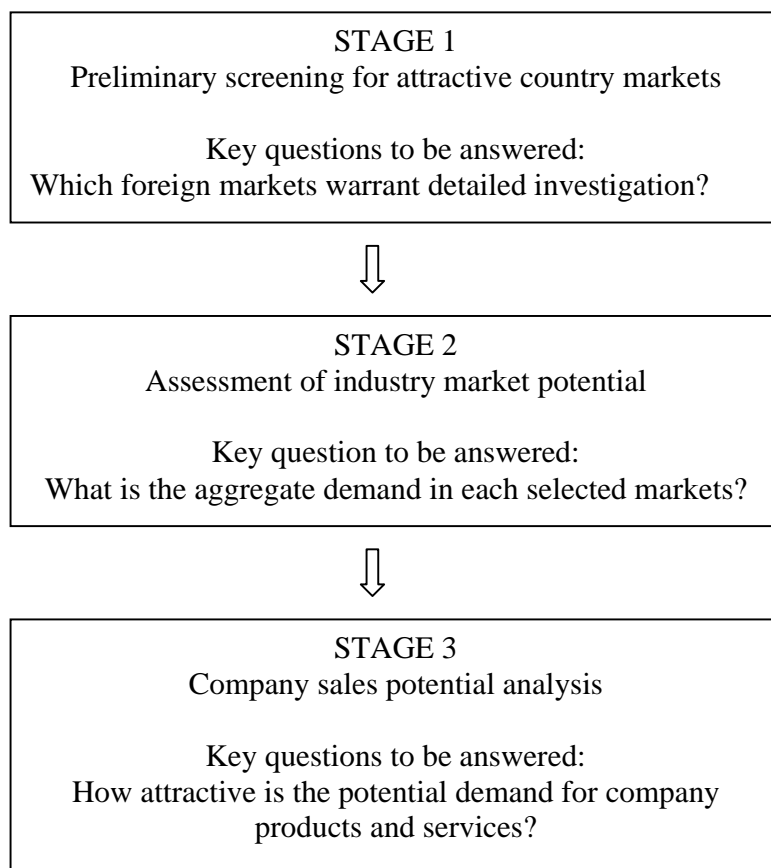 STAGE 1
Preliminary screening for attractive country markets
Key questions to be answered:
Which foreign markets warrant detailed investigation?
STAGE 2
Assessment of industry market potential
Key question to be answered:
What is the aggregate demand in each selected markets?
STAGE 3
Company sales potential analysis
Key questions to be answered:
How attractive is the potential demand for company
products and services?